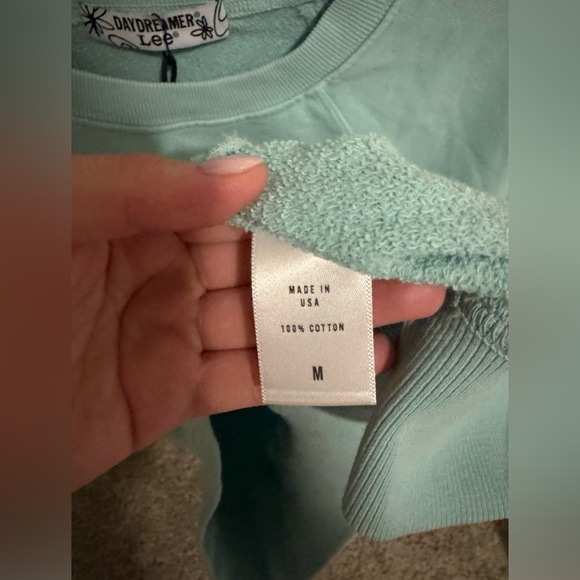 DAYDREAMER®
Lee®
MADE IN
USA
100% COTTON
M